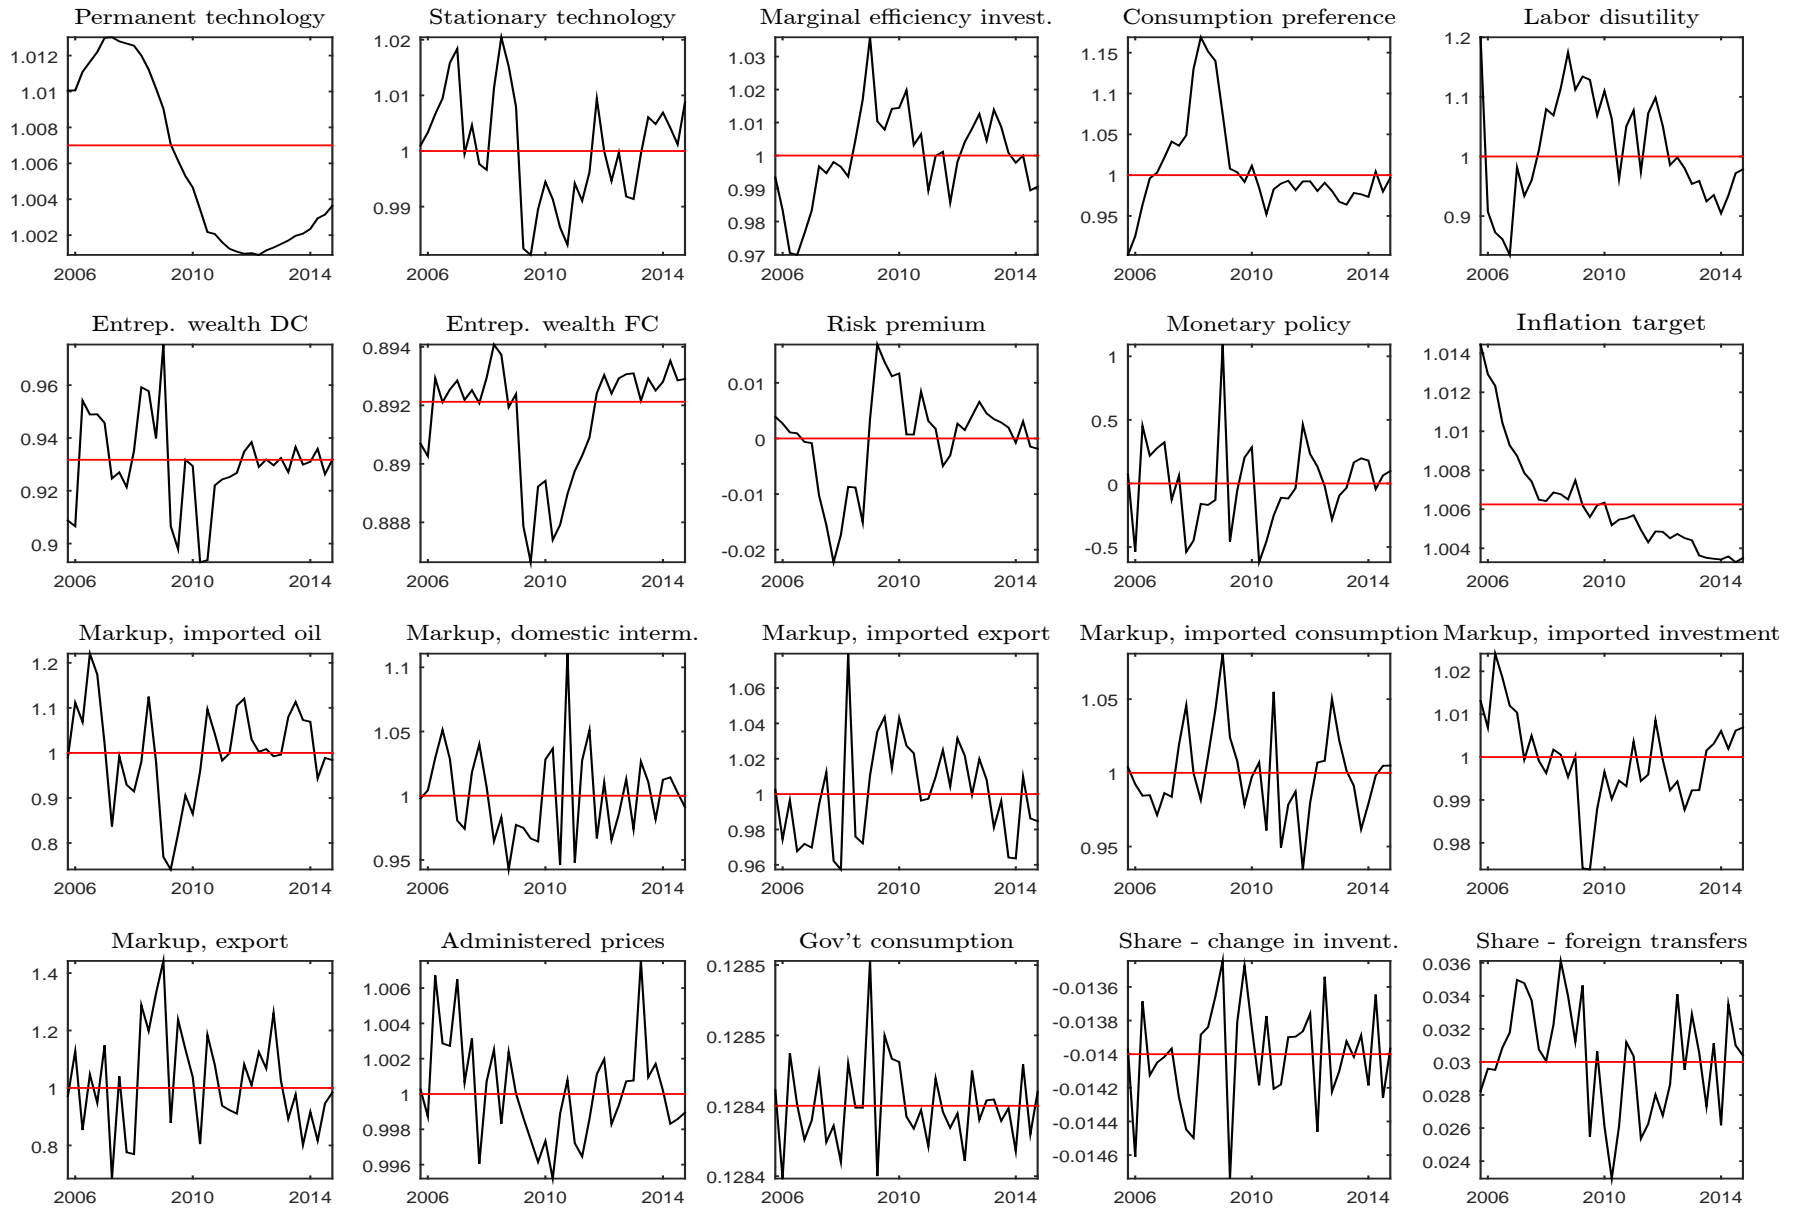 Permanent technology
1.012
1.01
1.008
1.006
1.004
1.002
2006 2010 2014
Stationary technology
1.02
1.01
1
0.99
2006 2010 2014
Marginal efficiency invest.
1.03
1.02
1.01
1
0.99
0.98
0.97
2006 2010 2014
Consumption preference
1.15
1.1
1.05
1
0.95
2006 2010 2014
Labor disutility
1.2
1.1
1
0.9
2006 2010 2014
Entrep. wealth DC
0.96
0.94
0.92
0.9
2006 2010 2014
Entrep. wealth FC
0.894
0.892
0.89
0.888
2006 2010 2014
Risk premium
0.01
0
-0.01
-0.02
2006 2010 2014
Monetary policy
1
0.5
0
-0.5
2006 2010 2014
Inflation target
1.014
1.012
1.01
1.008
1.006
1.004
2006 2010 2014
Markup, imported oil
1.2
1.1
1
0.9
0.8
2006 2010 2014
Markup, domestic interm.
1.1
1.05
1
0.95
2006 2010 2014
Markup, imported export
1.06
1.04
1.02
1
0.98
0.96
2006 2010 2014
Markup, imported consumption
1.05
1
0.95
2006 2010 2014
Markup, imported investment
1.02
1.01
1
0.99
0.98
2006 2010 2014
Markup, export
1.4
1.2
1
0.8
2006 2010 2014
Administered prices
1.006
1.004
1.002
1
0.998
0.996
2006 2010 2014
Gov't consumption
0.1285
0.1285
0.1284
0.1284
2006 2010 2014
Share - change in invent.
-0.0136
-0.0138
-0.014
-0.0142
-0.0144
-0.0146
2006 2010 2014
Share - foreign transfers
0.036
0.034
0.032
0.03
0.028
0.026
0.024
2006 2010 2014